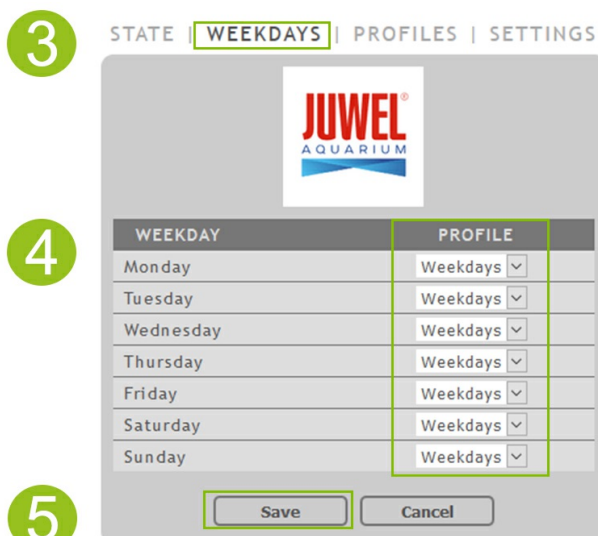 3
STATE | WEEKDAYS | PROFILES | SETTINGS
JUWEL®
AQUARIUM
4
WEEKDAY PROFILE
Monday Weekdays
Tuesday Weekdays
Wednesday Weekdays
Thursday Weekdays
Friday Weekdays
Saturday Weekdays
Sunday Weekdays
5
Save Cancel